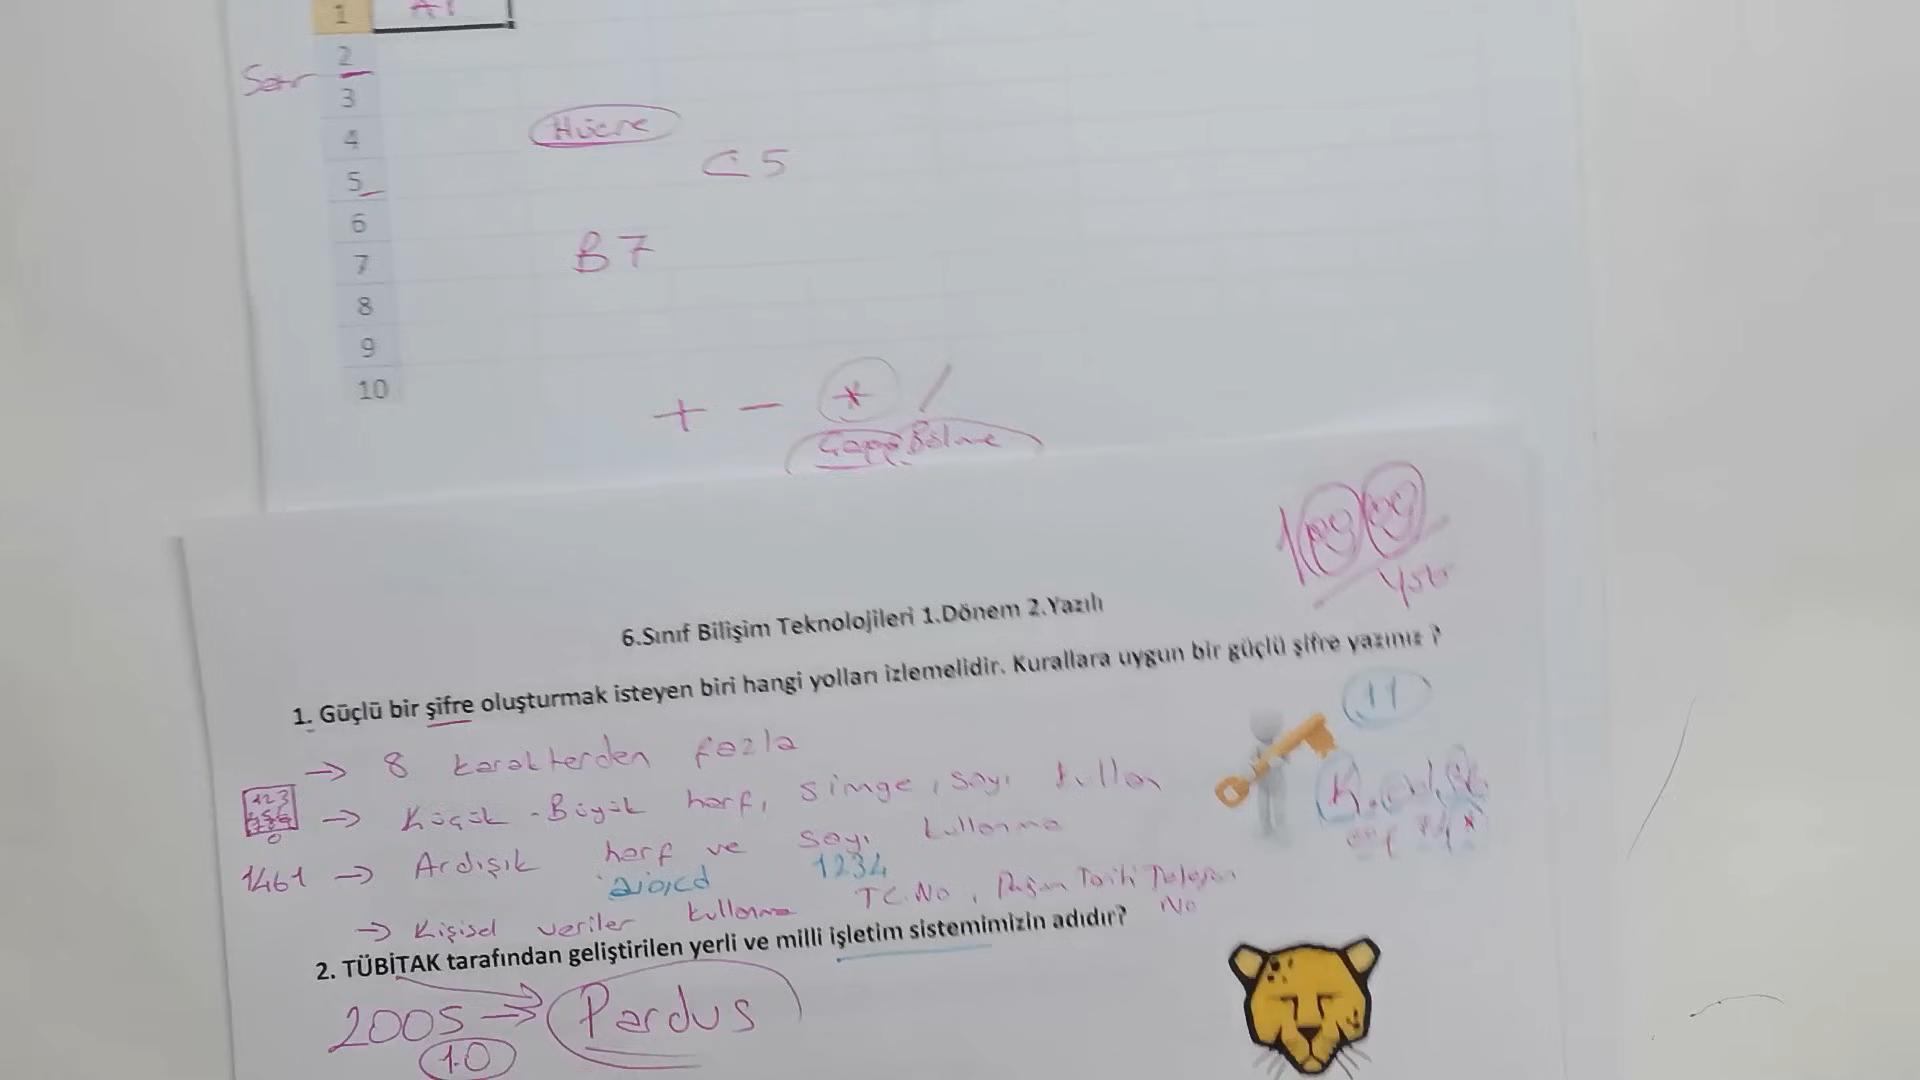 1
A1
2
Satır
3
4
Hücre
5
C5
6
B7
7
8
9
10
+ - * /
Çarpı Bölme
100
6.Sınıf Bilişim Teknolojileri 1.Dönem 2.Yazılı
1. Güçlü bir şifre oluşturmak isteyen biri hangi yolları izlemelidir. Kurallara uygun bir güçlü şifre yazınız ?
11
→ 8 karakterden fazla
→ Küçük - Büyük harf, simge, sayı kullan
1461 → Ardışık harf ve sayı kullanma
1234
→ Kişisel veriler kullanma TC.No, Doğum Tarihi Telefon No
2. TÜBİTAK tarafından geliştirilen yerli ve milli işletim sistemimizin adıdır?
2005 → Pardus
1.0